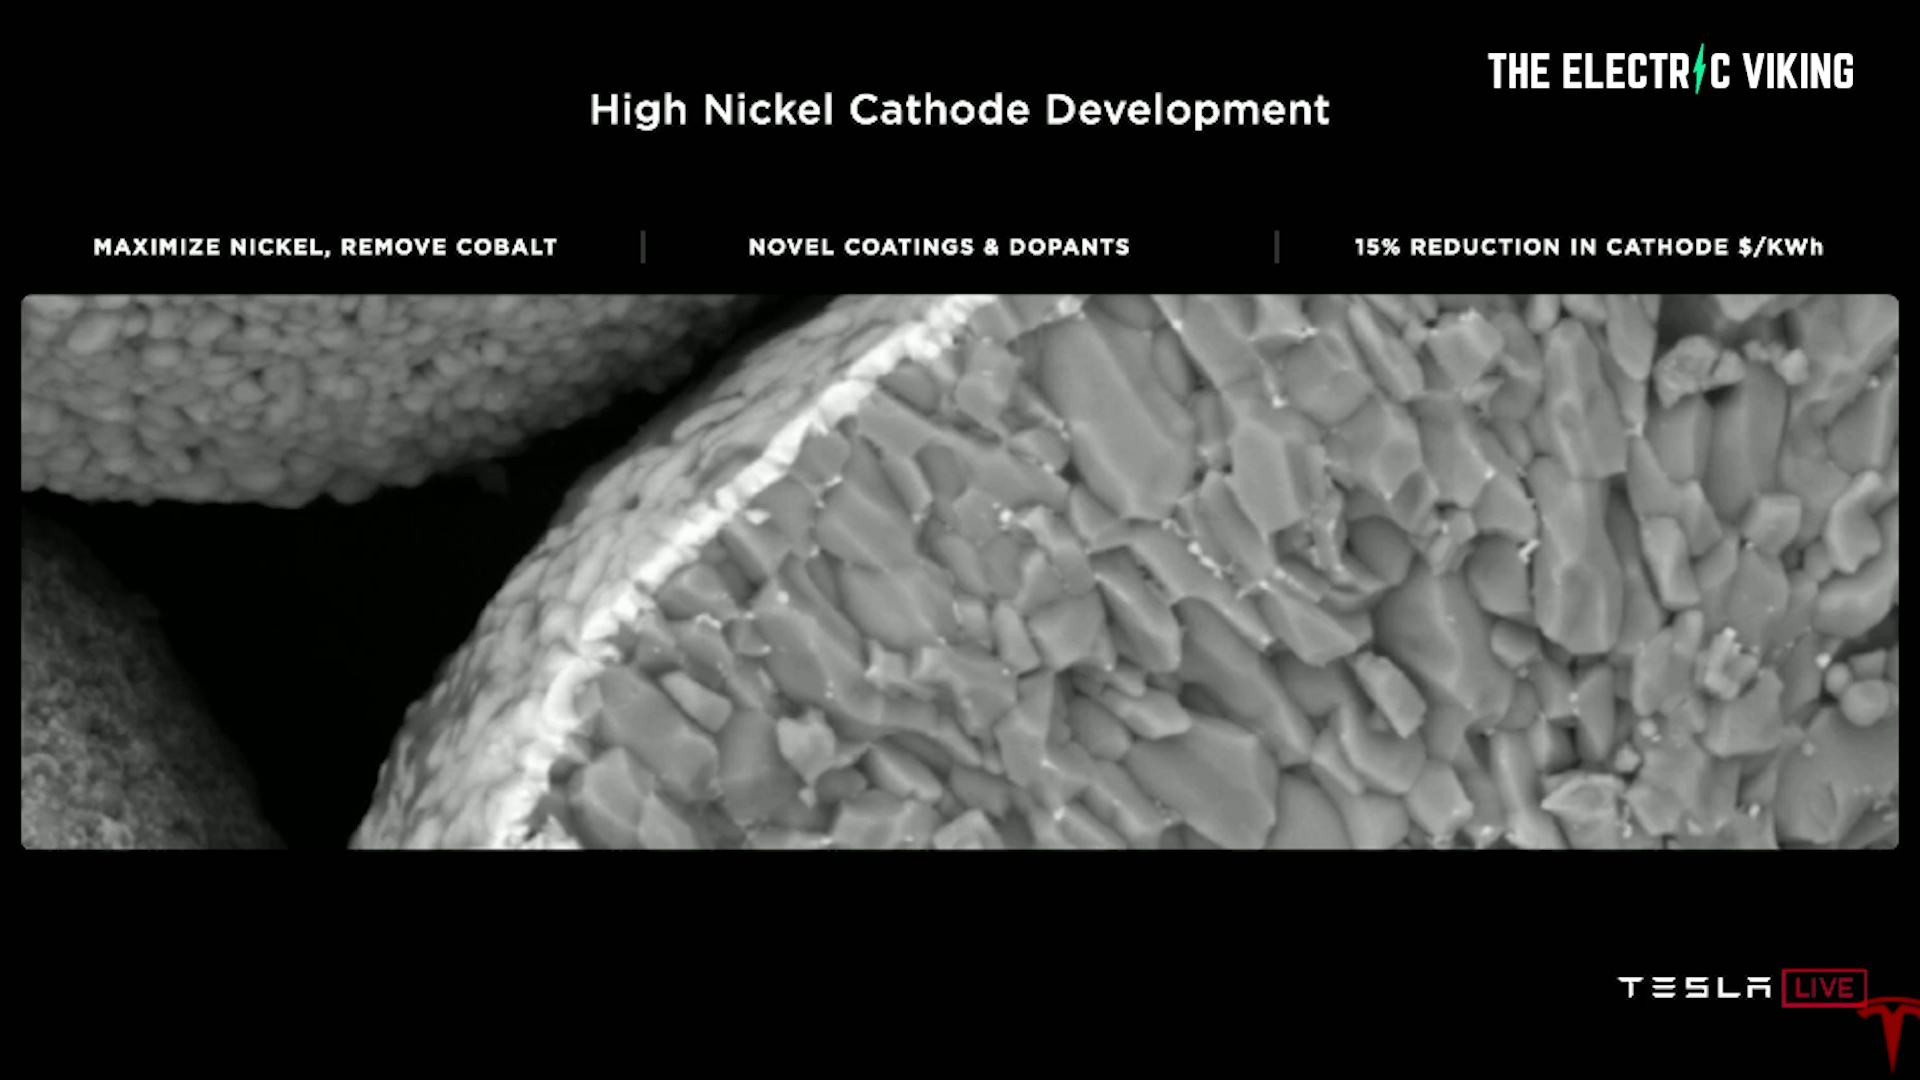 THE ELECTRIC VIKING
High Nickel Cathode Development
MAXIMIZE NICKEL, REMOVE COBALT
NOVEL COATINGS & DOPANTS
15% REDUCTION IN CATHODE $/KWh
TESLA LIVE